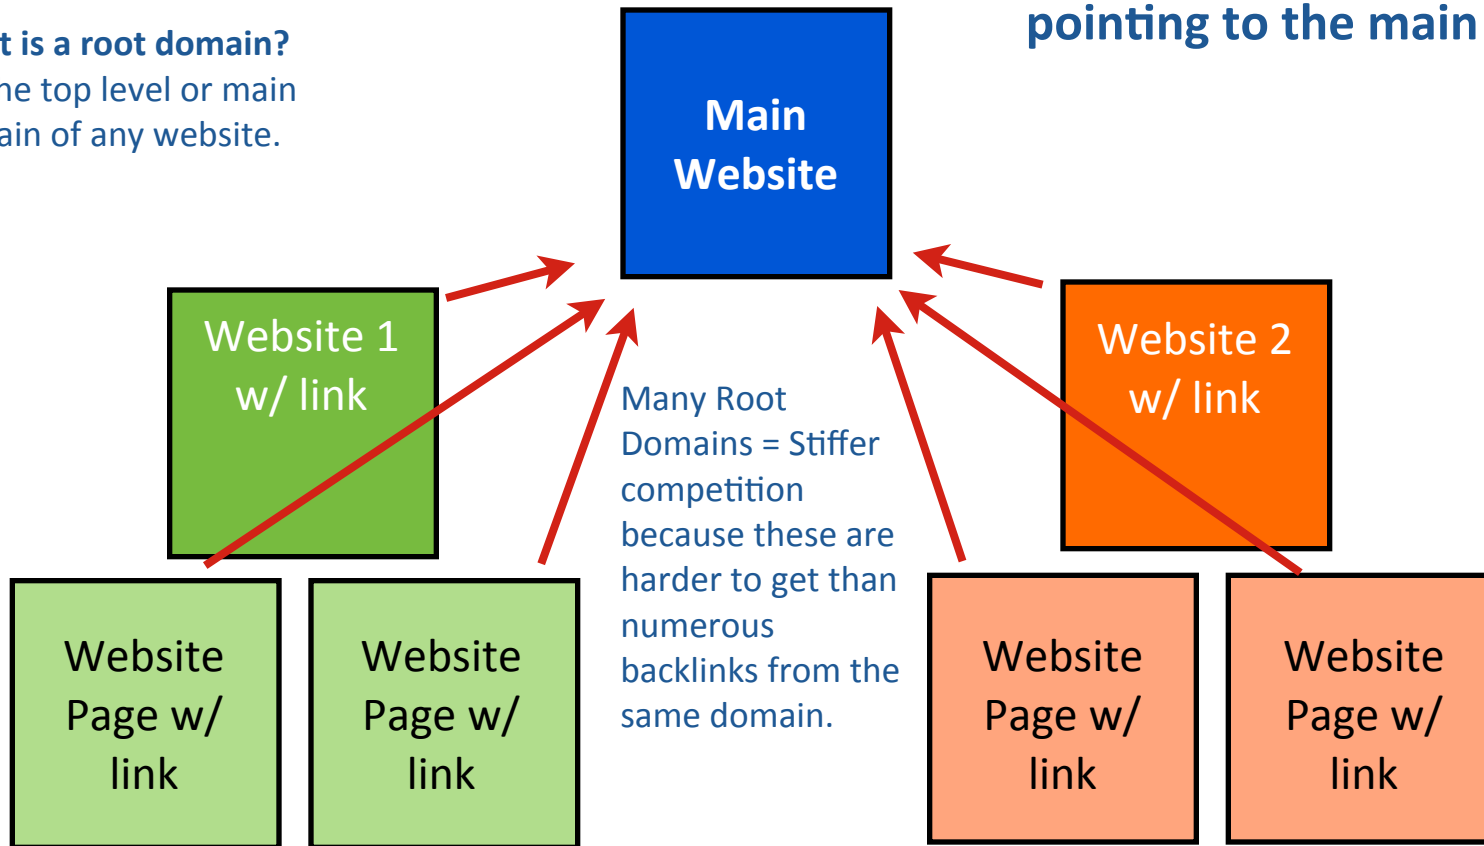 t is a root domain?
he top level or main
ain of any website.
pointing to the main
Main
Website
Website 1
w/ link
Website 2
w/ link
Many Root
Domains = Stiffer
competition
because these are
harder to get than
numerous
backlinks from the
same domain.
Website
Page w/
link
Website
Page w/
link
Website
Page w/
link
Website
Page w/
link